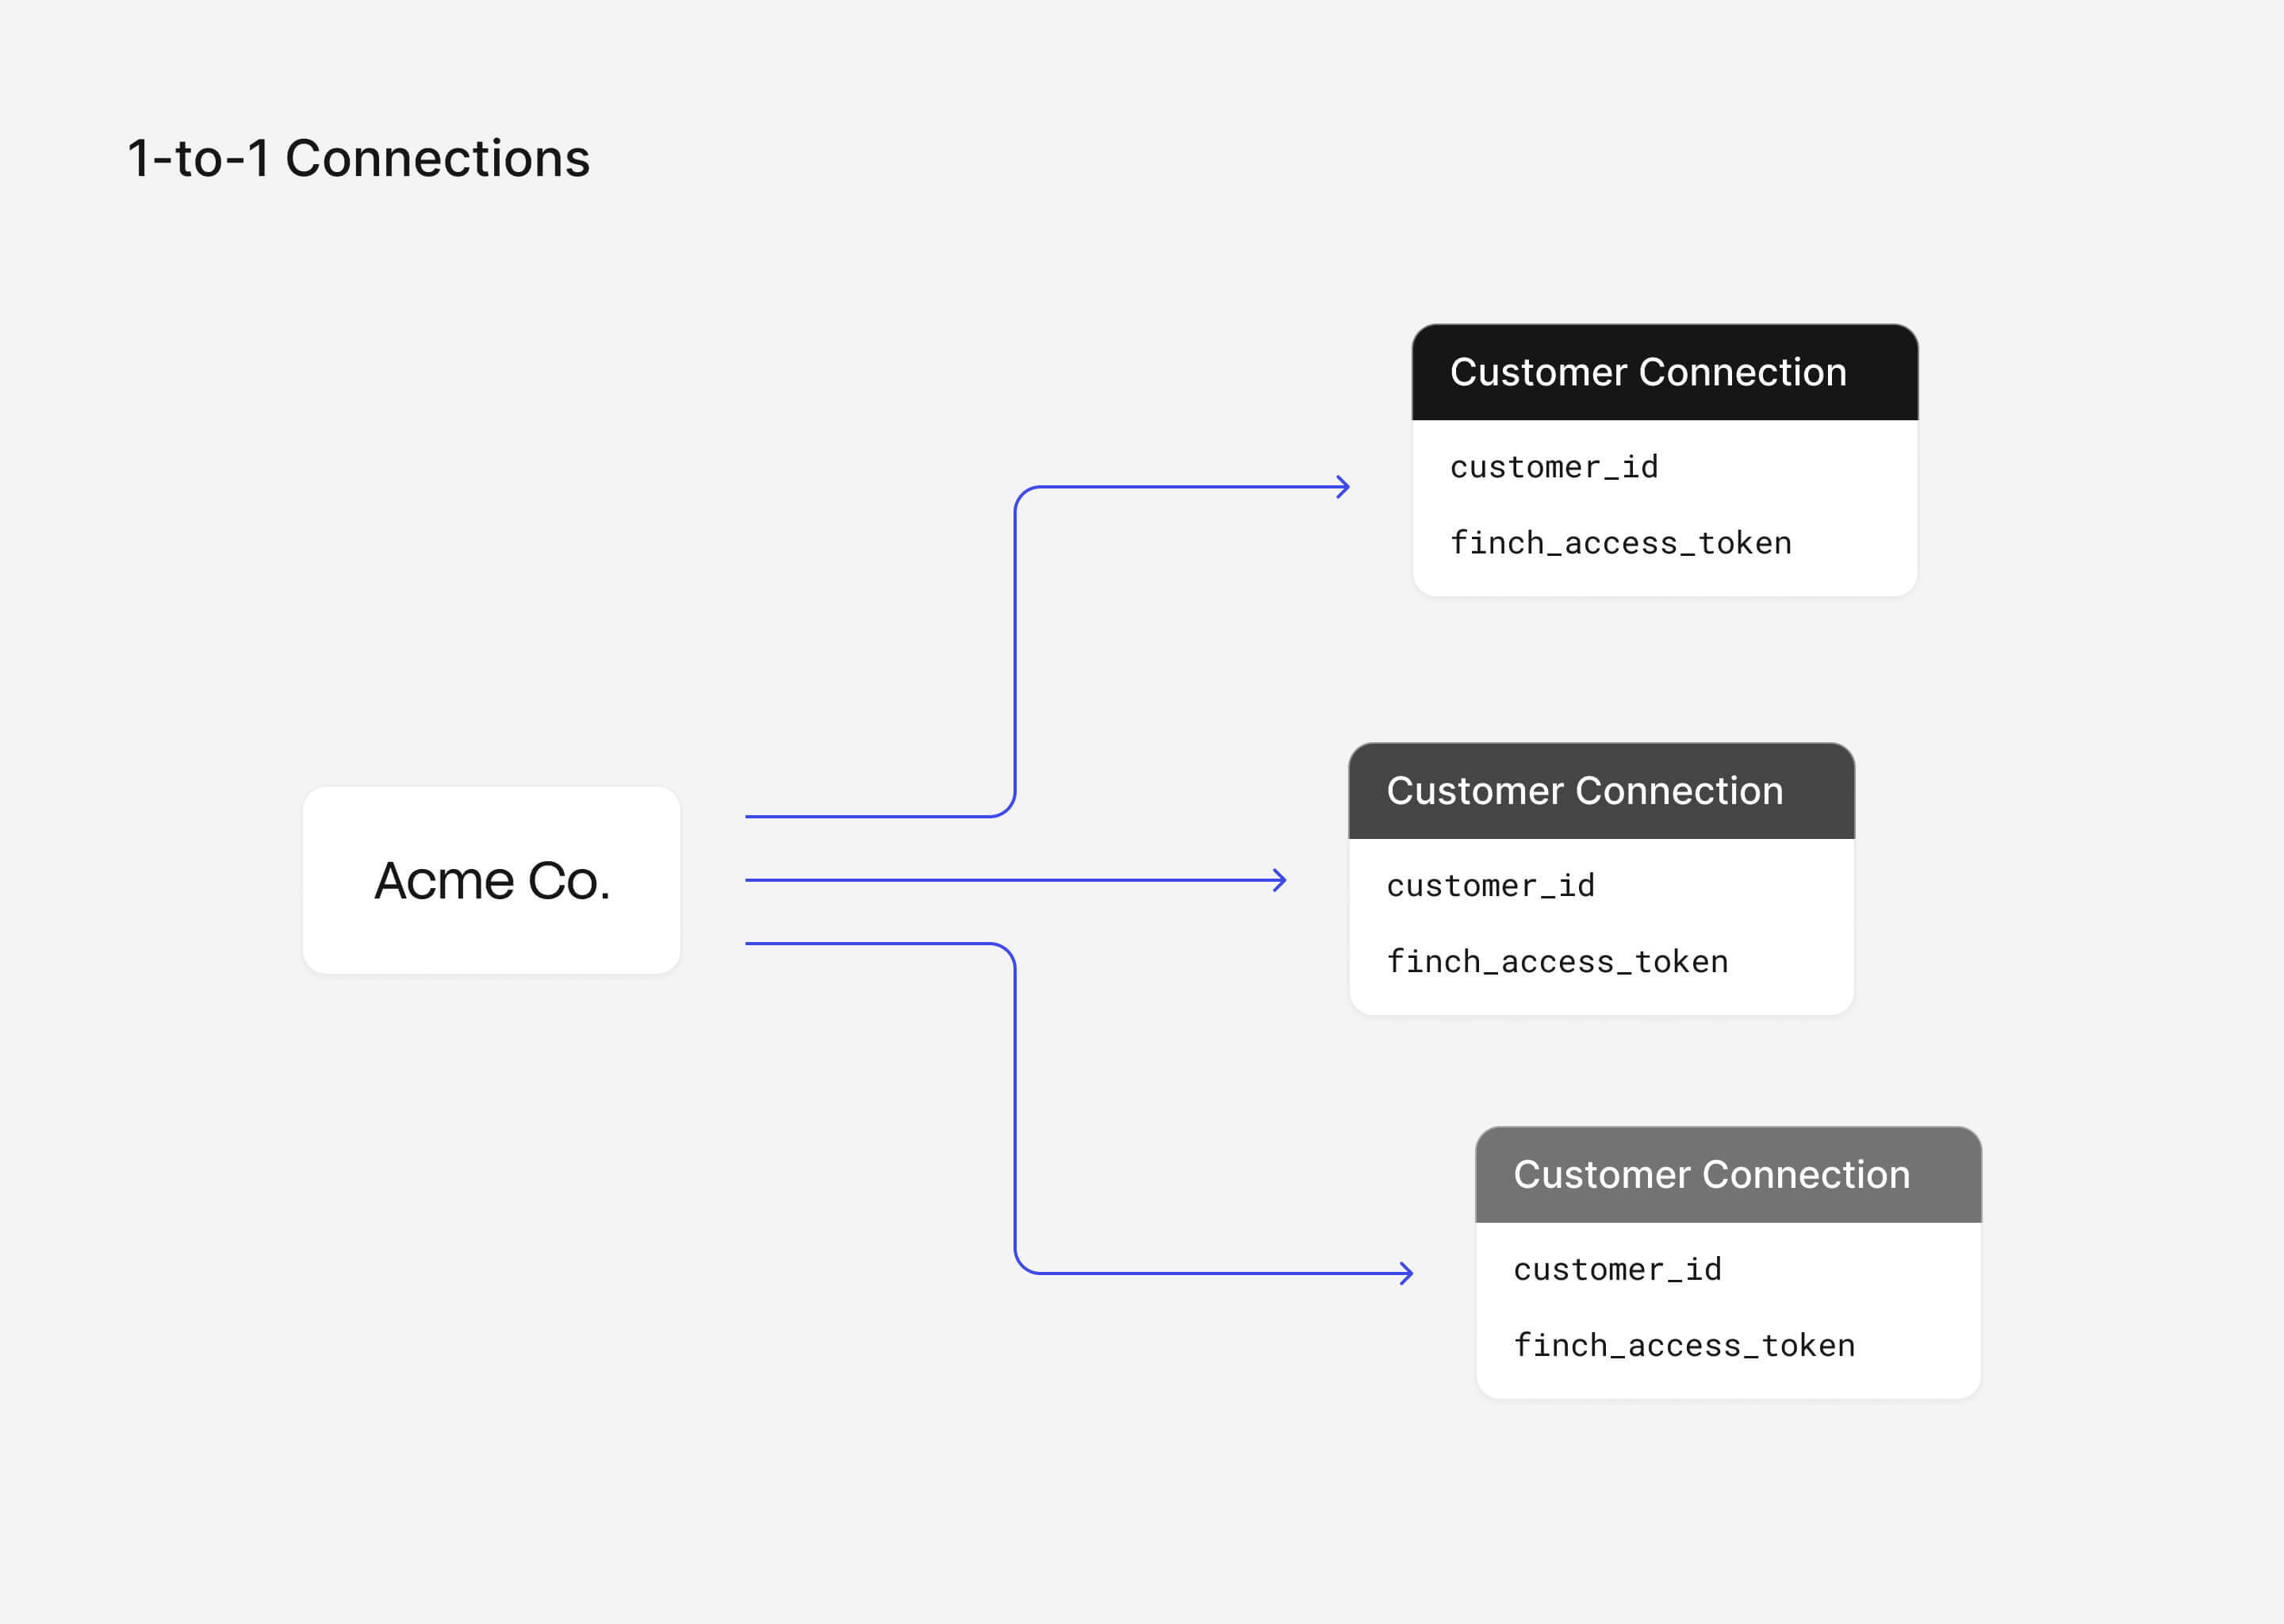 1-to-1 Connections
Customer Connection
customer_id
finch_access_token
Acme Co.
Customer Connection
customer_id
finch_access_token
Customer Connection
customer_id
finch_access_token